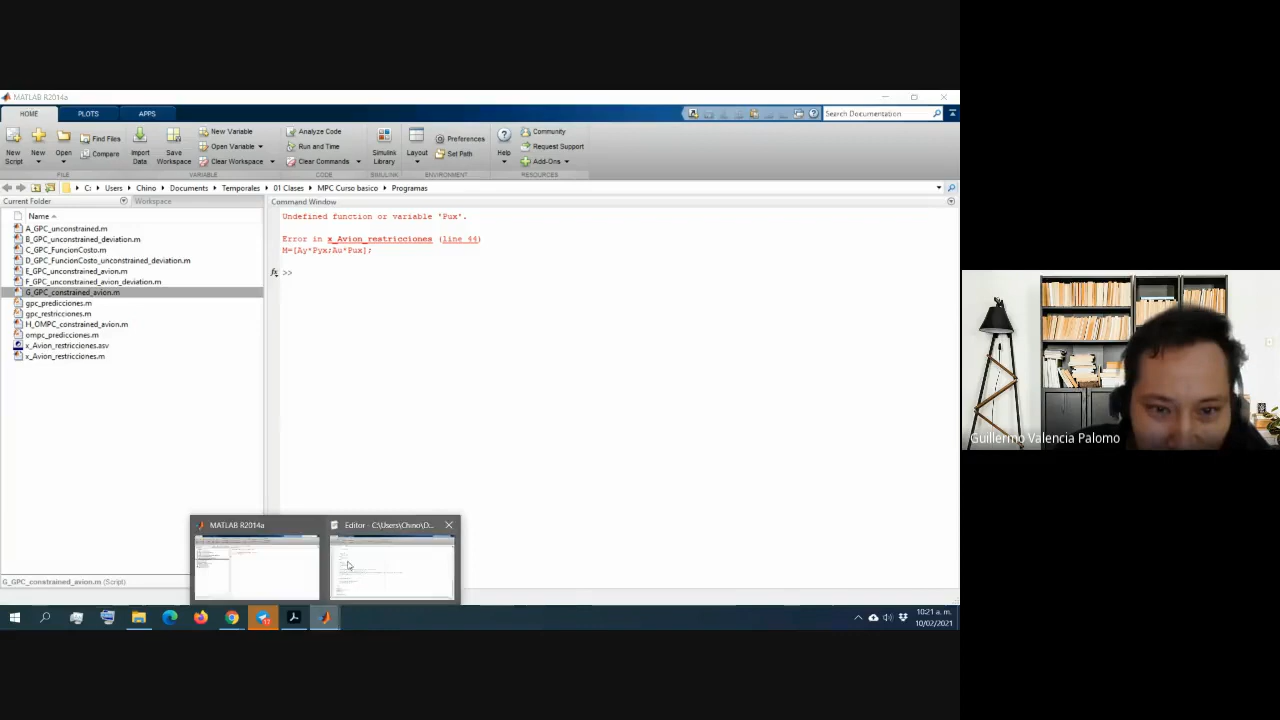 MATLAB R2014a
HOME
PLOTS
APPS
Search Documentation
New Script
New
Open
Find Files
Compare
Import Data
Save Workspace
New Variable
Open Variable
Clear Workspace
Analyze Code
Run and Time
Clear Commands
Simulink Library
Layout
Preferences
Set Path
Help
Community
Request Support
Add-Ons
FILE
VARIABLE
CODE
SIMULINK
ENVIRONMENT
RESOURCES
C: Users Chino Documents Temporales 01 Clases MPC Curso basico Programas
Current Folder
Workspace
Command Window
Name
A_GPC_unconstrained.m
B_GPC_unconstrained_deviation.m
C_GPC_FuncionCosto.m
D_GPC_FuncionCosto_unconstrained_deviation.m
E_GPC_unconstrained_avion.m
F_GPC_unconstrained_avion_deviation.m
G_GPC_constrained_avion.m
gpc_predicciones.m
gpc_restricciones.m
H_OMPC_constrained_avion.m
ompc_predicciones.m
x_Avion_restricciones.asv
x_Avion_restricciones.m
Undefined function or variable 'Pux'.
Error in x_Avion_restricciones (line 44)
M=[Ay*Pyx;Au*Pux];
fx >>
Guillermo Valencia Palomo
MATLAB R2014a
Editor - C:\Users\Chino\D...
G_GPC_constrained_avion.m (Script)
10:21 a. m.
10/02/2021